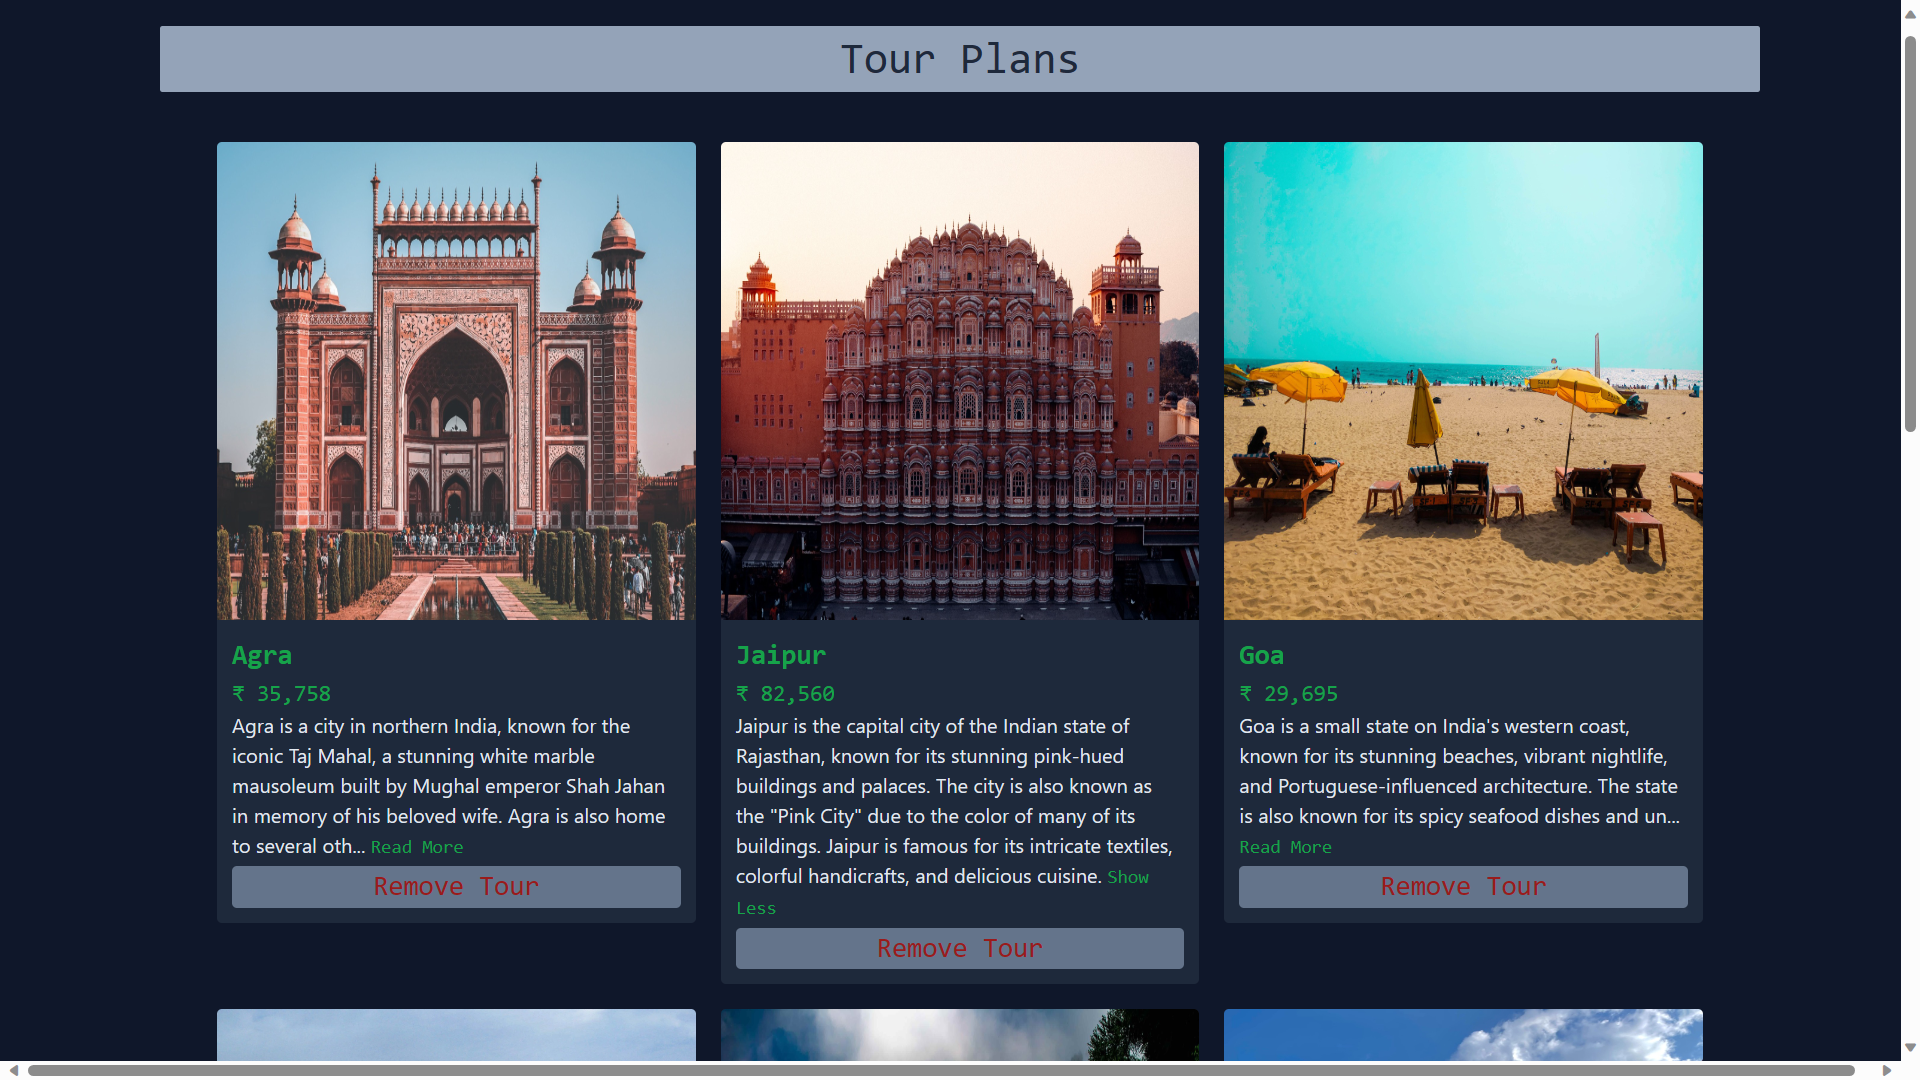 Tour Plans
Agra
₹ 35,758
Agra is a city in northern India, known for the
iconic Taj Mahal, a stunning white marble
mausoleum built by Mughal emperor Shah Jahan
in memory of his beloved wife. Agra is also home
to several oth... Read More
Remove Tour
Jaipur
₹ 82,560
Jaipur is the capital city of the Indian state of
Rajasthan, known for its stunning pink-hued
buildings and palaces. The city is also known as
the "Pink City" due to the color of many of its
buildings. Jaipur is famous for its intricate textiles,
colorful handicrafts, and delicious cuisine. Show
Less
Remove Tour
Goa
₹ 29,695
Goa is a small state on India's western coast,
known for its stunning beaches, vibrant nightlife,
and Portuguese-influenced architecture. The state
is also known for its spicy seafood dishes and un...
Read More
Remove Tour